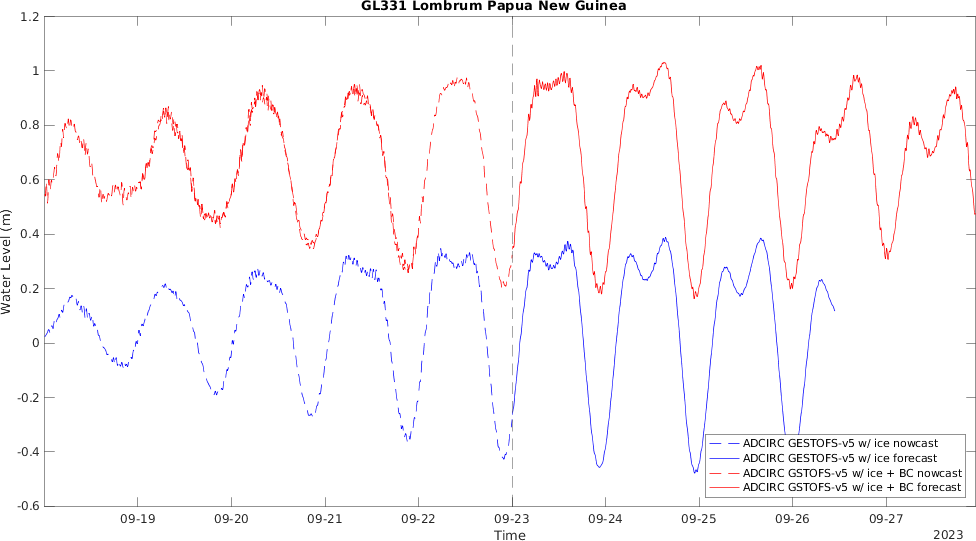 GL331 Lombrum Papua New Guinea
1.2
1
0.8
0.6
0.4
0.2
0
-0.2
-0.4
-0.6
Water Level (m)
ADCIRC GESTOFS-v5 w/ ice nowcast
ADCIRC GESTOFS-v5 w/ ice forecast
ADCIRC GSTOFS-v5 w/ ice + BC nowcast
ADCIRC GSTOFS-v5 w/ ice + BC forecast
09-19 09-20 09-21 09-22 09-23 09-24 09-25 09-26 09-27
Time
2023